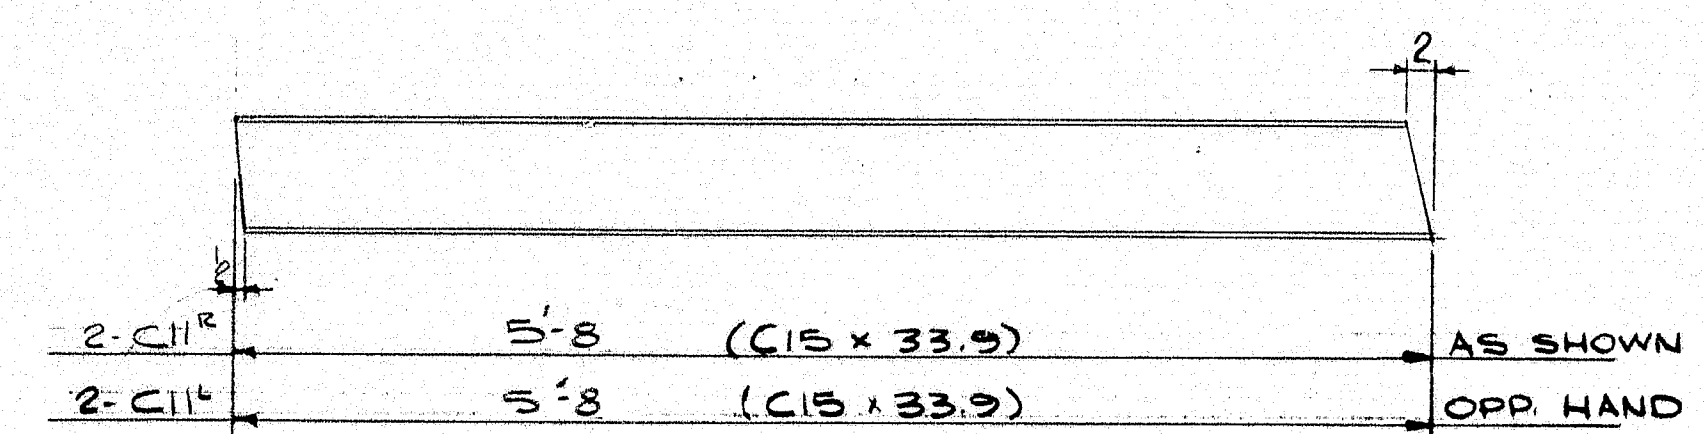 2
1/2
2- C11R 5'-8 (C15 x 33.9) AS SHOWN
2- C11L 5'-8 (C15 x 33.9) OPP. HAND